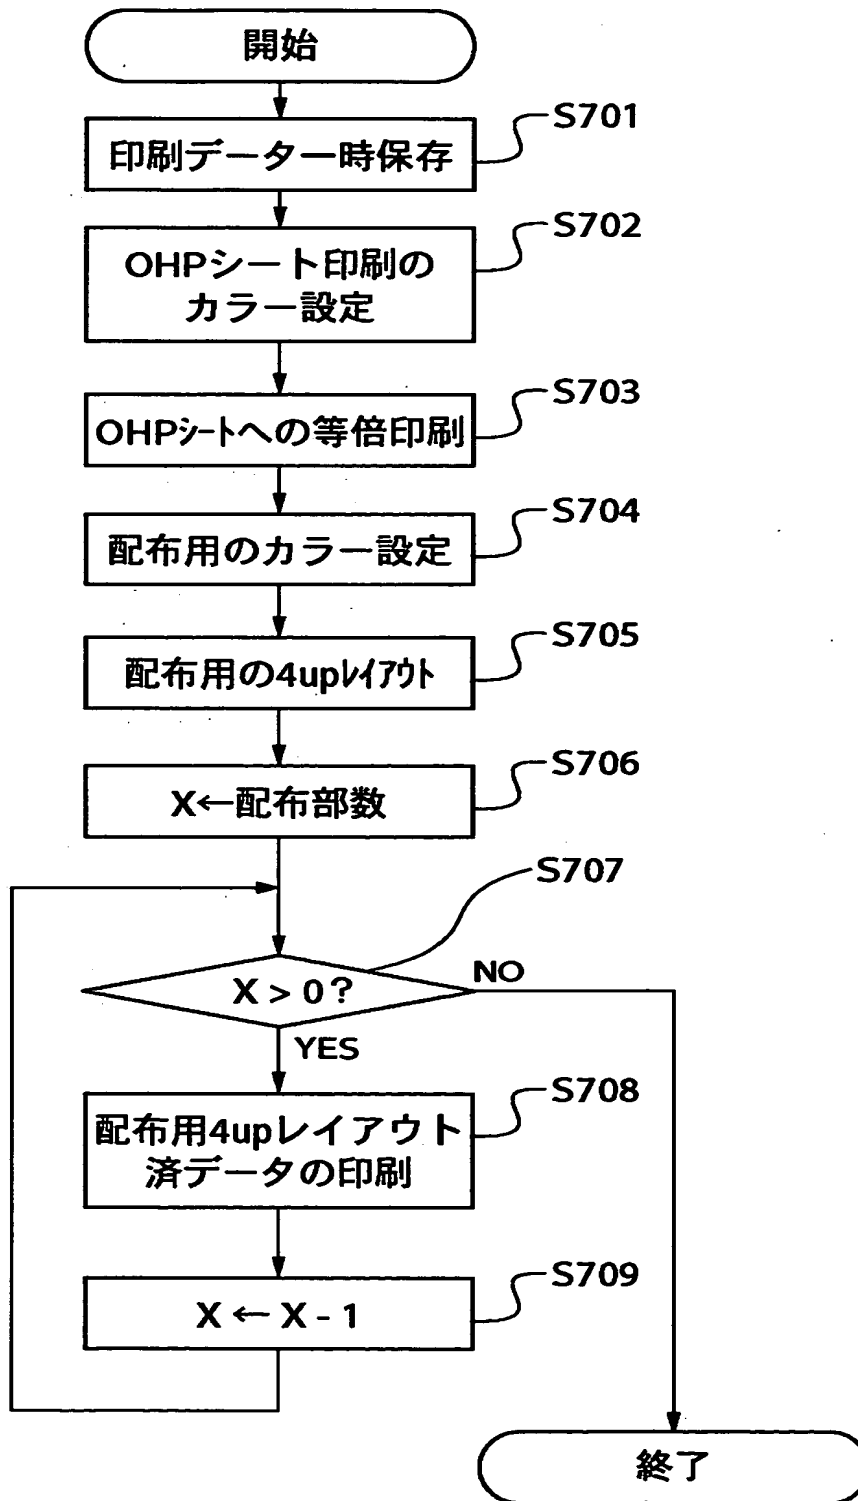 開始
印刷データ一時保存
S701
OHPシート印刷の
カラー設定
S702
OHPシートへの等倍印刷
S703
配布用のカラー設定
S704
配布用の4upレイアウト
S705
X←配布部数
S706
S707
X > 0?
NO
YES
配布用4upレイアウト
済データの印刷
S708
X ← X - 1
S709
終了